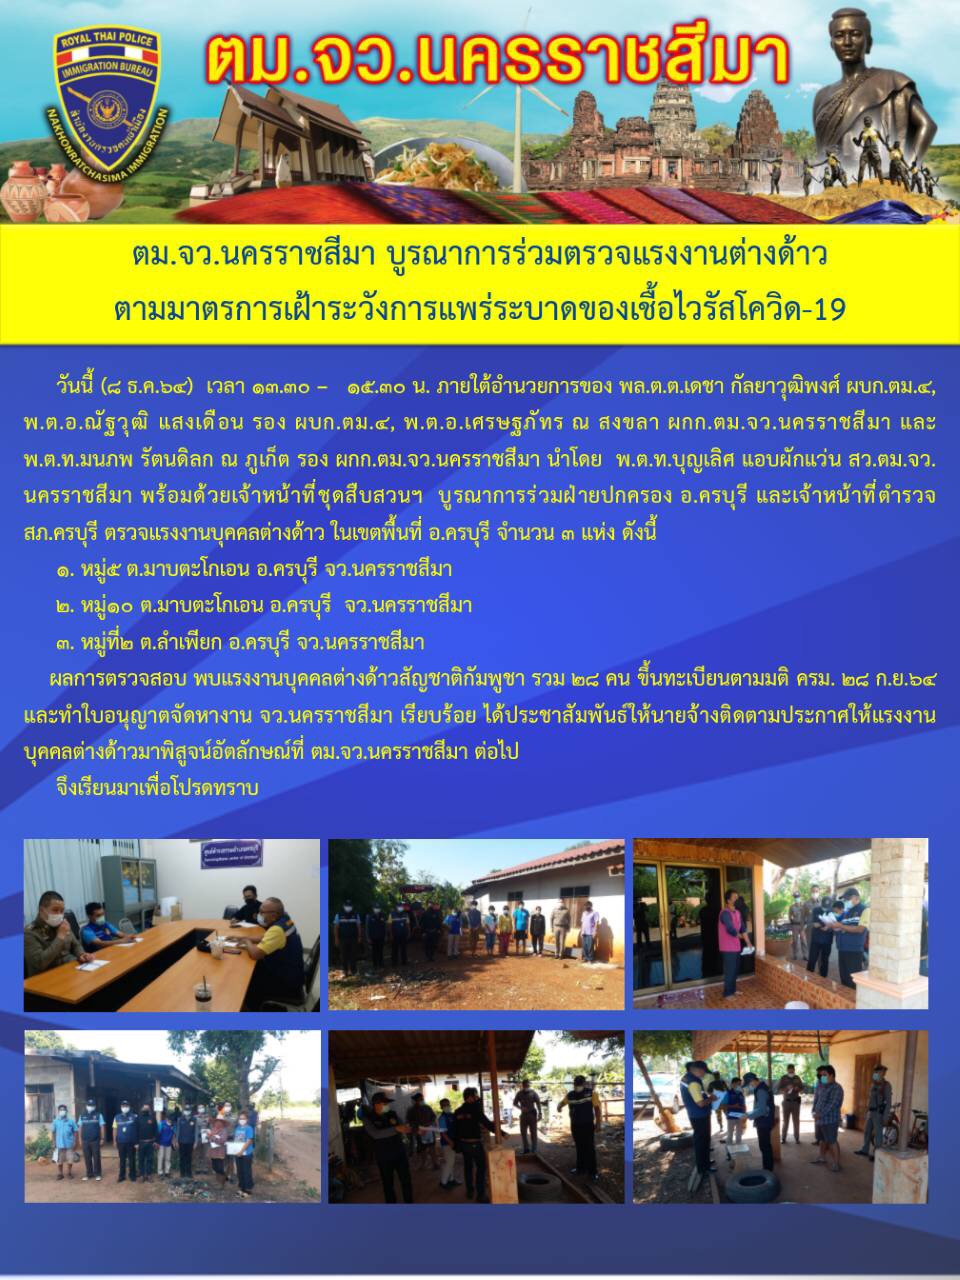 ROYAL THAI POLICE
IMMIGRATION BUREAU
สำนักงานตรวจคนเข้าเมือง
NAKHONRATCHASIMA IMMIGRATION
ตม.จว.นครราชสีมา
ตม.จว.นครราชสีมา บูรณาการร่วมตรวจแรงงานต่างด้าว
ตามมาตรการเฝ้าระวังการแพร่ระบาดของเชื้อไวรัสโควิด-19
วันนี้ (๘ ธ.ค.๖๔) เวลา ๑๓.๓๐ – ๑๕.๓๐ น. ภายใต้อำนวยการของ พล.ต.ต.เดชา กัลยาวุฒิพงศ์ ผบก.ตม.๔,
พ.ต.อ.ณัฐวุฒิ แสงเดือน รอง ผบก.ตม.๔, พ.ต.อ.เศรษฐภัทร ณ สงขลา ผกก.ตม.จว.นครราชสีมา และ
พ.ต.ท.มนภพ รัตนดิลก ณ ภูเก็ต รอง ผกก.ตม.จว.นครราชสีมา นำโดย พ.ต.ท.บุญเลิศ แอบผักแว่น สว.ตม.จว.
นครราชสีมา พร้อมด้วยเจ้าหน้าที่ชุดสืบสวนฯ บูรณาการร่วมฝ่ายปกครอง อ.ครบุรี และเจ้าหน้าที่ตำรวจ
สภ.ครบุรี ตรวจแรงงานบุคคลต่างด้าว ในเขตพื้นที่ อ.ครบุรี จำนวน ๓ แห่ง ดังนี้
๑. หมู่๕ ต.มาบตะโกเอน อ.ครบุรี จว.นครราชสีมา
๒. หมู่๑๐ ต.มาบตะโกเอน อ.ครบุรี จว.นครราชสีมา
๓. หมู่ที่๒ ต.ลำเพียก อ.ครบุรี จว.นครราชสีมา
ผลการตรวจสอบ พบแรงงานบุคคลต่างด้าวสัญชาติกัมพูชา รวม ๒๘ คน ขึ้นทะเบียนตามมติ ครม. ๒๘ ก.ย.๖๔
และทำใบอนุญาตจัดหางาน จว.นครราชสีมา เรียบร้อย ได้ประชาสัมพันธ์ให้นายจ้างติดตามประกาศให้แรงงาน
บุคคลต่างด้าวมาพิสูจน์อัตลักษณ์ที่ ตม.จว.นครราชสีมา ต่อไป
จึงเรียนมาเพื่อโปรดทราบ